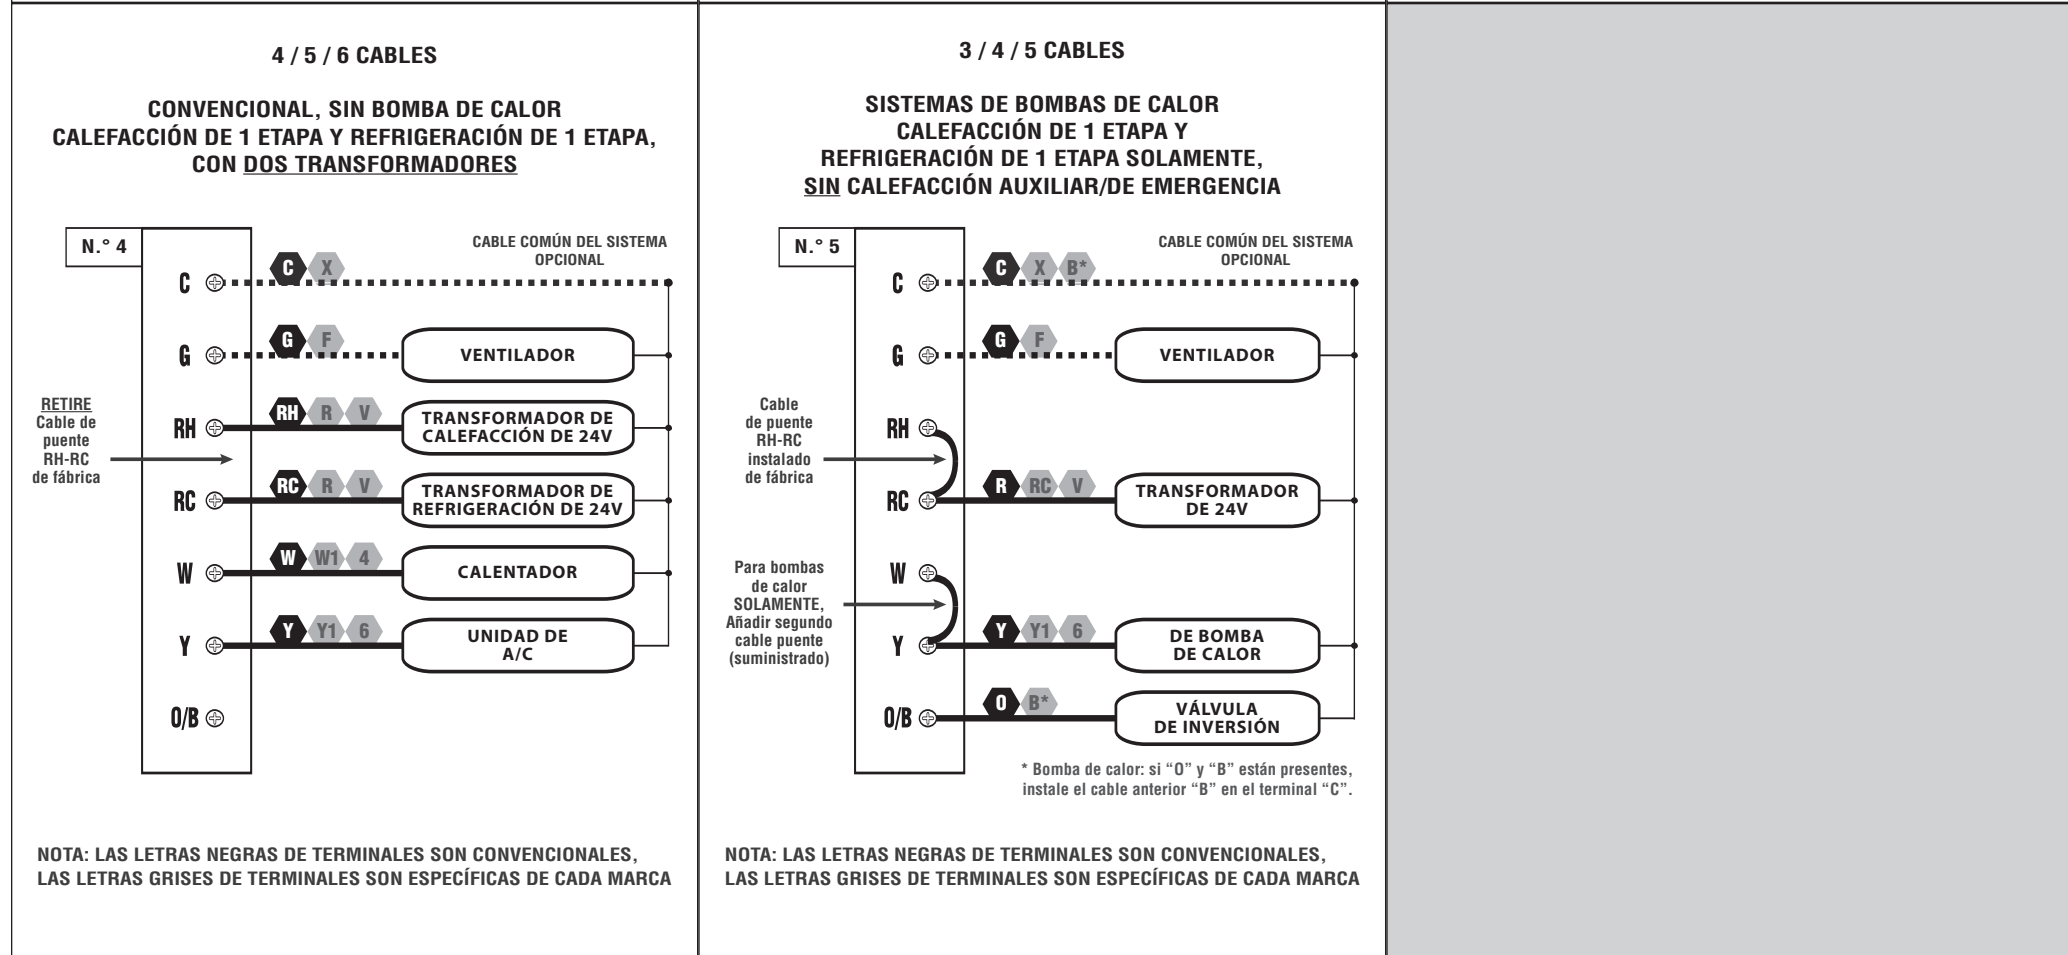 4 / 5 / 6 CABLES
CONVENCIONAL, SIN BOMBA DE CALOR
CALEFACCIÓN DE 1 ETAPA Y REFRIGERACIÓN DE 1 ETAPA,
CON DOS TRANSFORMADORES
N.° 4
CABLE COMÚN DEL SISTEMA
OPCIONAL
C
C X
G
G F
VENTILADOR
RETIRE
Cable de
puente
RH-RC
de fábrica
RH
RH R V
TRANSFORMADOR DE
CALEFACCIÓN DE 24V
RC
RC R V
TRANSFORMADOR DE
REFRIGERACIÓN DE 24V
W
W W1 4
CALENTADOR
Y
Y Y1 6
UNIDAD DE
A/C
O/B
NOTA: LAS LETRAS NEGRAS DE TERMINALES SON CONVENCIONALES,
LAS LETRAS GRISES DE TERMINALES SON ESPECÍFICAS DE CADA MARCA
3 / 4 / 5 CABLES
SISTEMAS DE BOMBAS DE CALOR
CALEFACCIÓN DE 1 ETAPA Y
REFRIGERACIÓN DE 1 ETAPA SOLAMENTE,
SIN CALEFACCIÓN AUXILIAR/DE EMERGENCIA
N.° 5
CABLE COMÚN DEL SISTEMA
OPCIONAL
C
C X B*
G
G F
VENTILADOR
Cable
de puente
RH-RC
instalado
de fábrica
RH
RC
R RC V
TRANSFORMADOR
DE 24V
Para bombas
de calor
SOLAMENTE,
Añadir segundo
cable puente
(suministrado)
W
Y
Y Y1 6
DE BOMBA
DE CALOR
O/B
O B*
VÁLVULA
DE INVERSIÓN
* Bomba de calor: si “O” y “B” están presentes,
instale el cable anterior “B” en el terminal “C”.
NOTA: LAS LETRAS NEGRAS DE TERMINALES SON CONVENCIONALES,
LAS LETRAS GRISES DE TERMINALES SON ESPECÍFICAS DE CADA MARCA